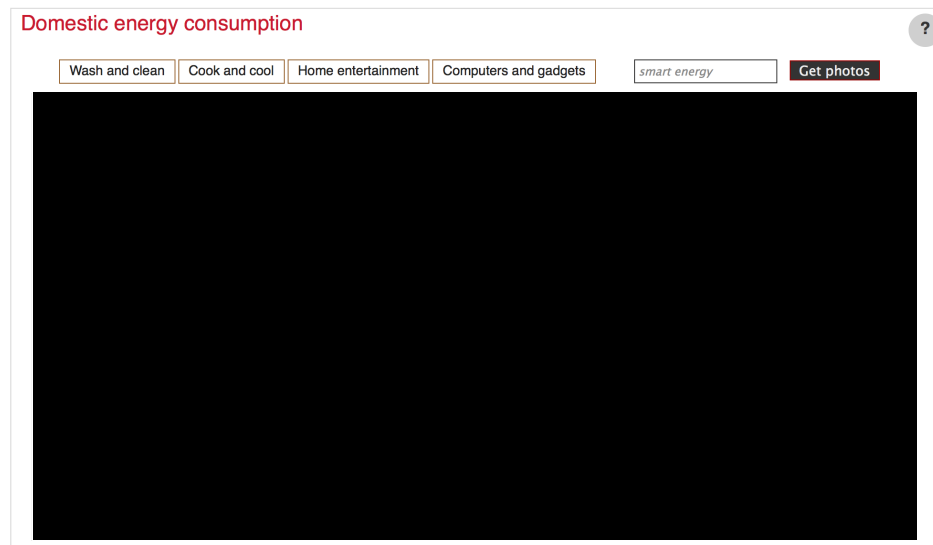 Domestic energy consumption
?
Wash and clean Cook and cool Home entertainment Computers and gadgets smart energy Get photos